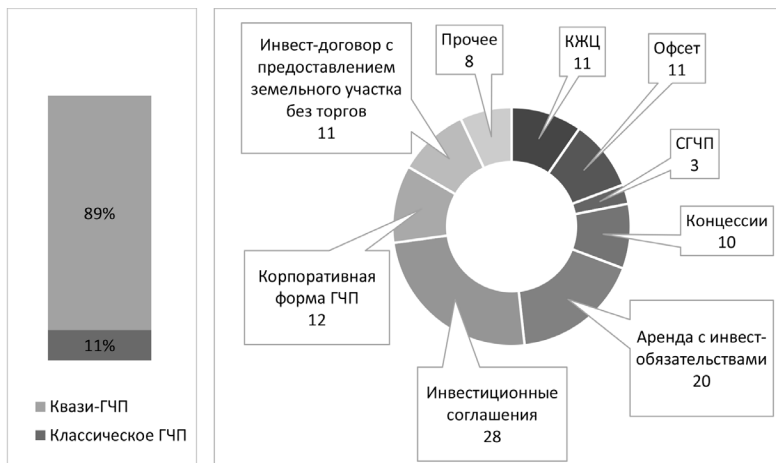 89%
11%
Квази-ГЧП
Классическое ГЧП
Инвест-договор с
предоставлением
земельного участка
без торгов
11
Прочее
8
КЖЦ
11
Офсет
11
СГЧП
3
Концессии
10
Аренда с инвест-
обязательствами
20
Инвестиционные
соглашения
28
Корпоративная
форма ГЧП
12